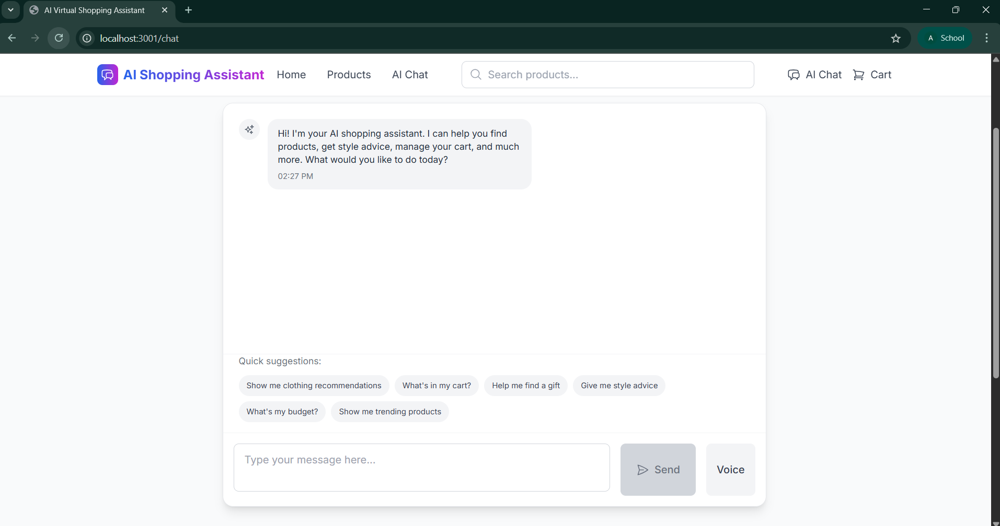 AI Virtual Shopping Assistant
localhost:3001/chat
A School
AI Shopping Assistant Home Products AI Chat Search products... AI Chat Cart
Hi! I'm your AI shopping assistant. I can help you find
products, get style advice, manage your cart, and much
more. What would you like to do today?
02:27 PM
Quick suggestions:
Show me clothing recommendations What's in my cart? Help me find a gift Give me style advice
What's my budget? Show me trending products
Type your message here...
Send
Voice